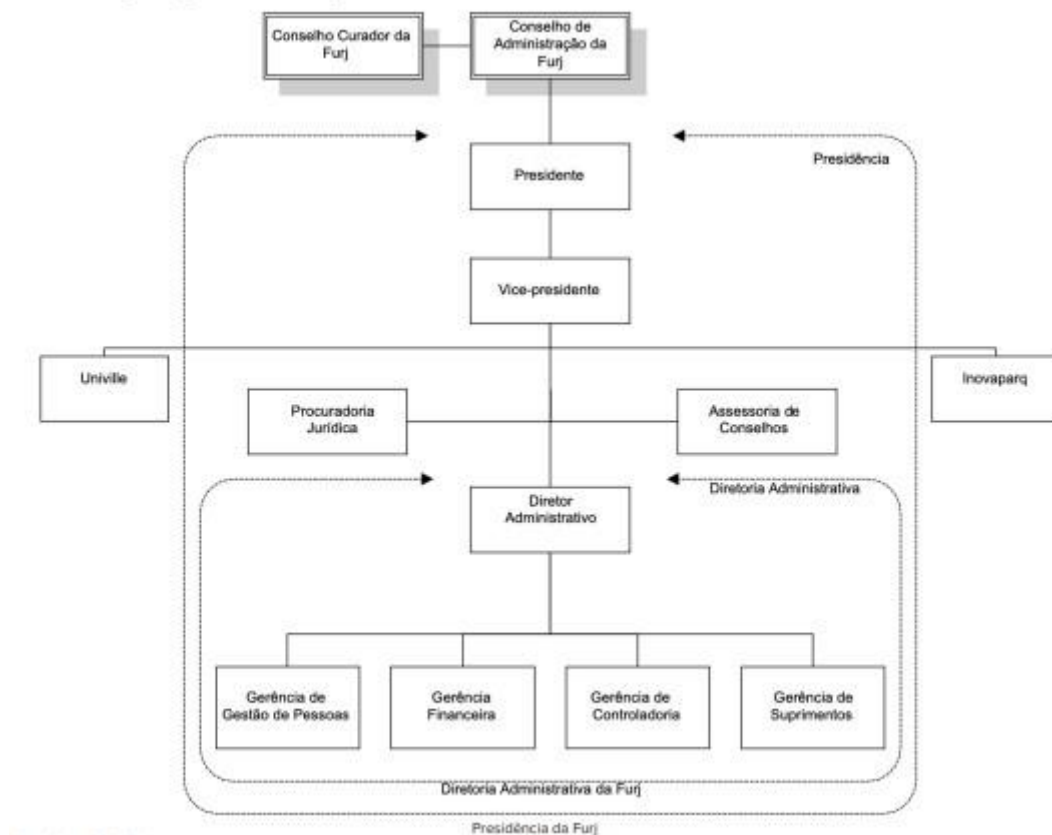 Conselho Curador da
Furj
Conselho de
Administração da
Furj
Presidência
Presidente
Vice-presidente
Univille
Inovaparq
Procuradoria
Jurídica
Assessoria de
Conselhos
Diretoria Administrativa
Diretor
Administrativo
Gerência de
Gestão de Pessoas
Gerência
Financeira
Gerência de
Controladoria
Gerência de
Suprimentos
Diretoria Administrativa da Furj
Presidência da Furj